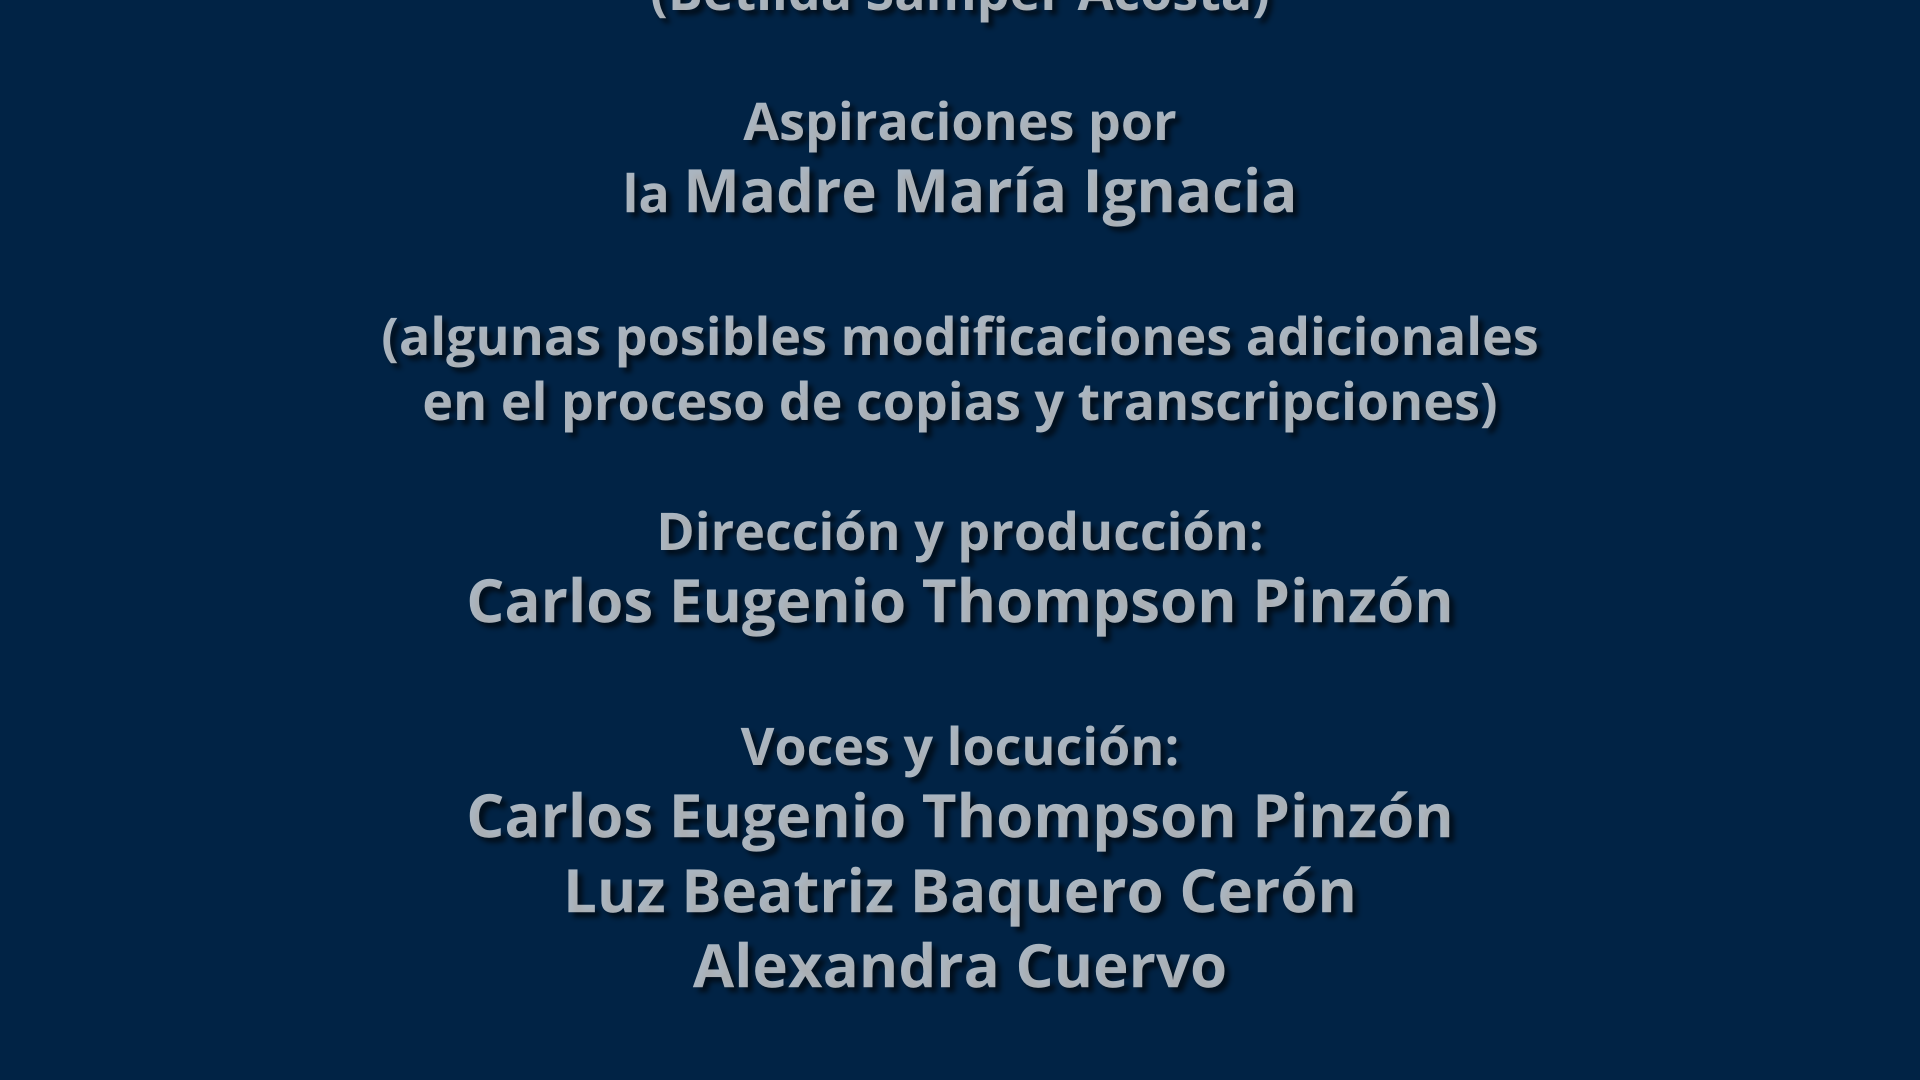 (Betilda Samper Acosta)
Aspiraciones por
la Madre María Ignacia
(algunas posibles modificaciones adicionales
en el proceso de copias y transcripciones)
Dirección y producción:
Carlos Eugenio Thompson Pinzón
Voces y locución:
Carlos Eugenio Thompson Pinzón
Luz Beatriz Baquero Cerón
Alexandra Cuervo